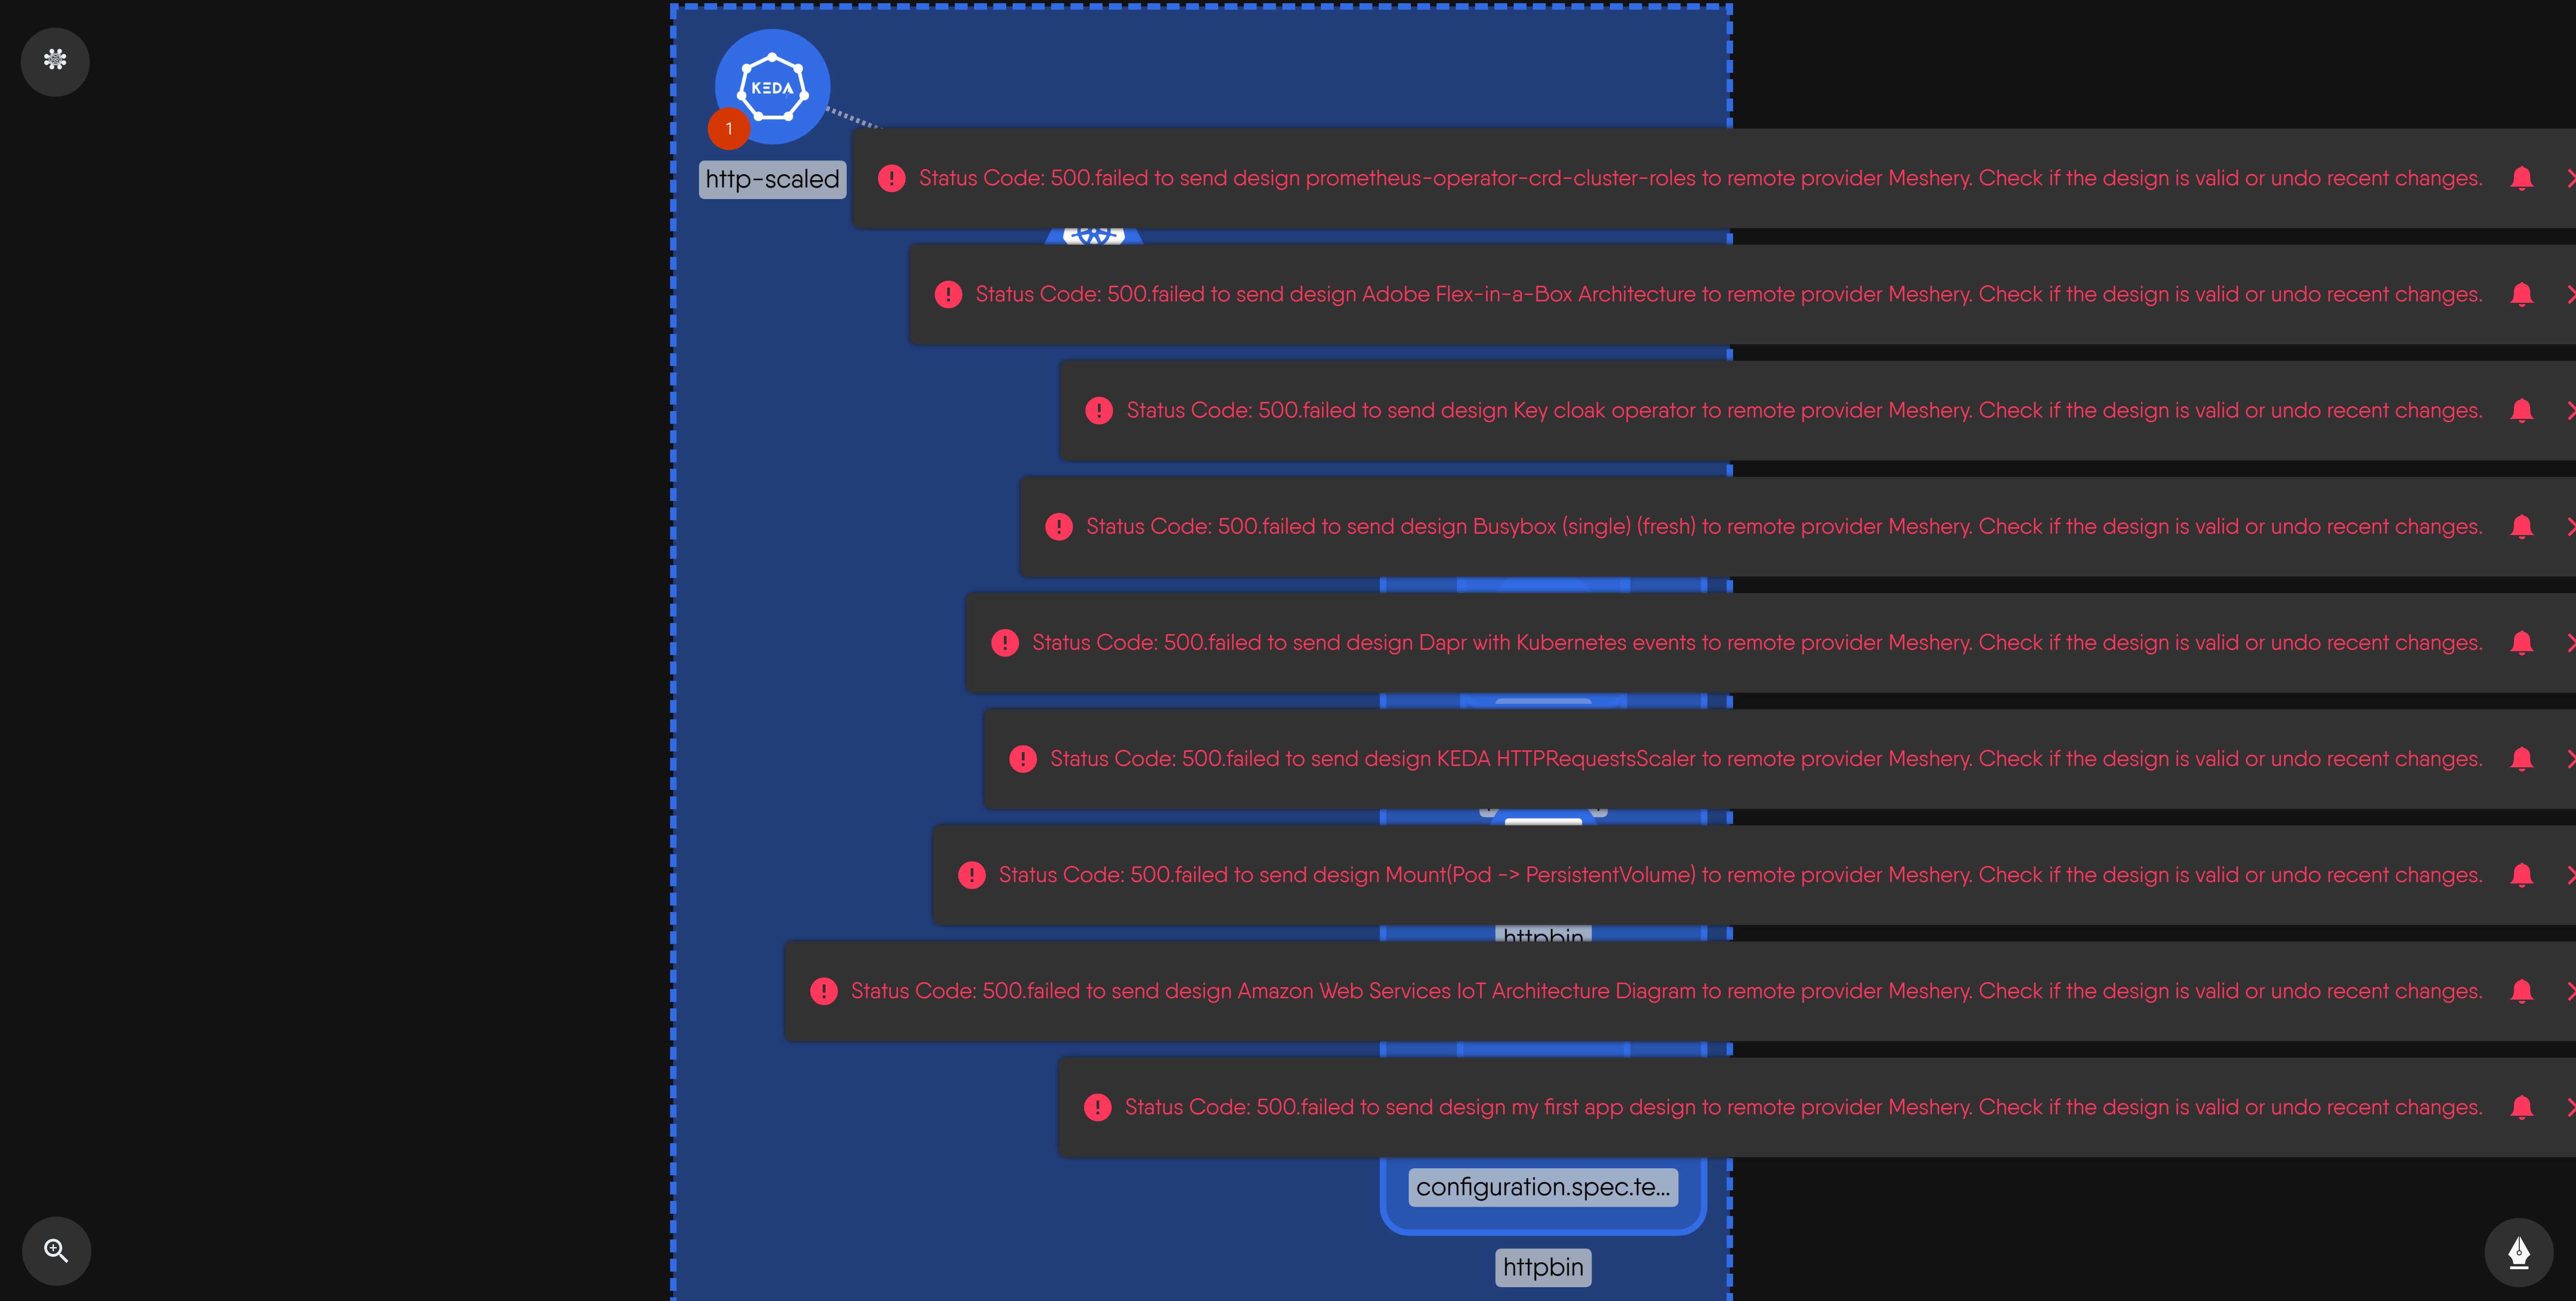 KEDA
1
http-scaled
Status Code: 500.failed to send design prometheus-operator-crd-cluster-roles to remote provider Meshery. Check if the design is valid or undo recent changes.
Status Code: 500.failed to send design Adobe Flex-in-a-Box Architecture to remote provider Meshery. Check if the design is valid or undo recent changes.
Status Code: 500.failed to send design Key cloak operator to remote provider Meshery. Check if the design is valid or undo recent changes.
Status Code: 500.failed to send design Busybox (single) (fresh) to remote provider Meshery. Check if the design is valid or undo recent changes.
Status Code: 500.failed to send design Dapr with Kubernetes events to remote provider Meshery. Check if the design is valid or undo recent changes.
Status Code: 500.failed to send design KEDA HTTPRequestsScaler to remote provider Meshery. Check if the design is valid or undo recent changes.
Status Code: 500.failed to send design Mount(Pod -> PersistentVolume) to remote provider Meshery. Check if the design is valid or undo recent changes.
httpbin
Status Code: 500.failed to send design Amazon Web Services IoT Architecture Diagram to remote provider Meshery. Check if the design is valid or undo recent changes.
Status Code: 500.failed to send design my first app design to remote provider Meshery. Check if the design is valid or undo recent changes.
configuration.spec.te...
httpbin